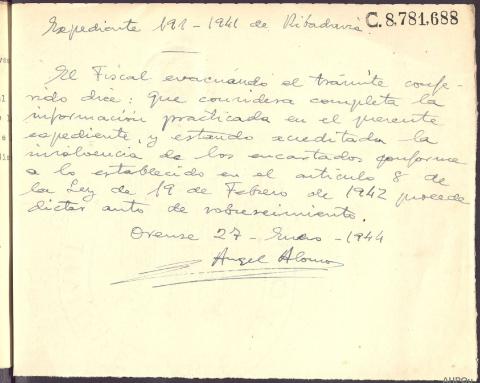 Expediente 191 - 1941 de Ribadavia
C.8.781.688
El Fiscal evacuando el trámite confe-
rido dice: que considera completa la
información practicada en el presente
expediente, y estando acreditada la
insolvencia de los encartados conforme
a lo establecido en el articulo 8 de
la Ley de 19 de Febrero de 1942 procede
dictar auto de sobreseimiento.
Orense 27 - Enero - 1944
Angel Alonso